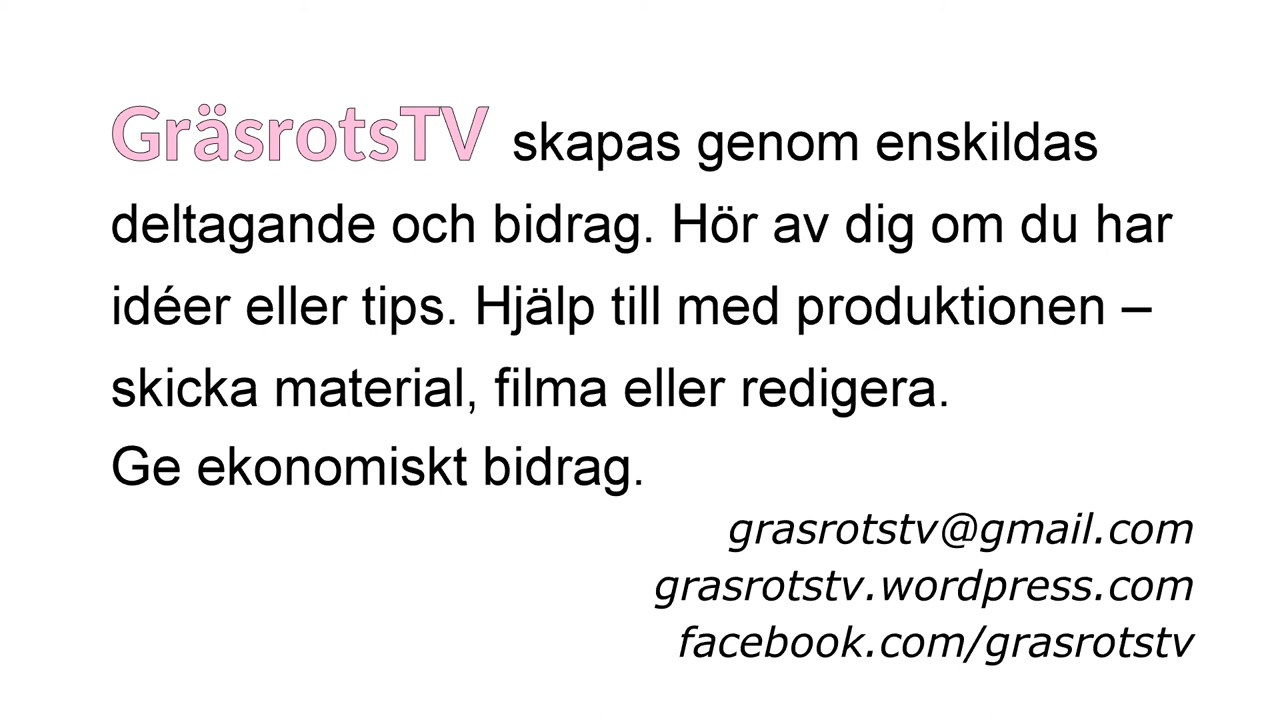 GräsrotsTV skapas genom enskildas
deltagande och bidrag. Hör av dig om du har
idéer eller tips. Hjälp till med produktionen –
skicka material, filma eller redigera.
Ge ekonomiskt bidrag.
grasrotstv@gmail.com
grasrotstv.wordpress.com
facebook.com/grasrotstv